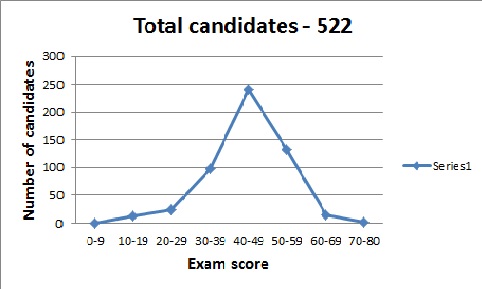 Total candidates - 522
Number of candidates
300
250
200
150
100
50
0
0-9 10-19 20-29 30-39 40-49 50-59 60-69 70-80
Exam score
Series1